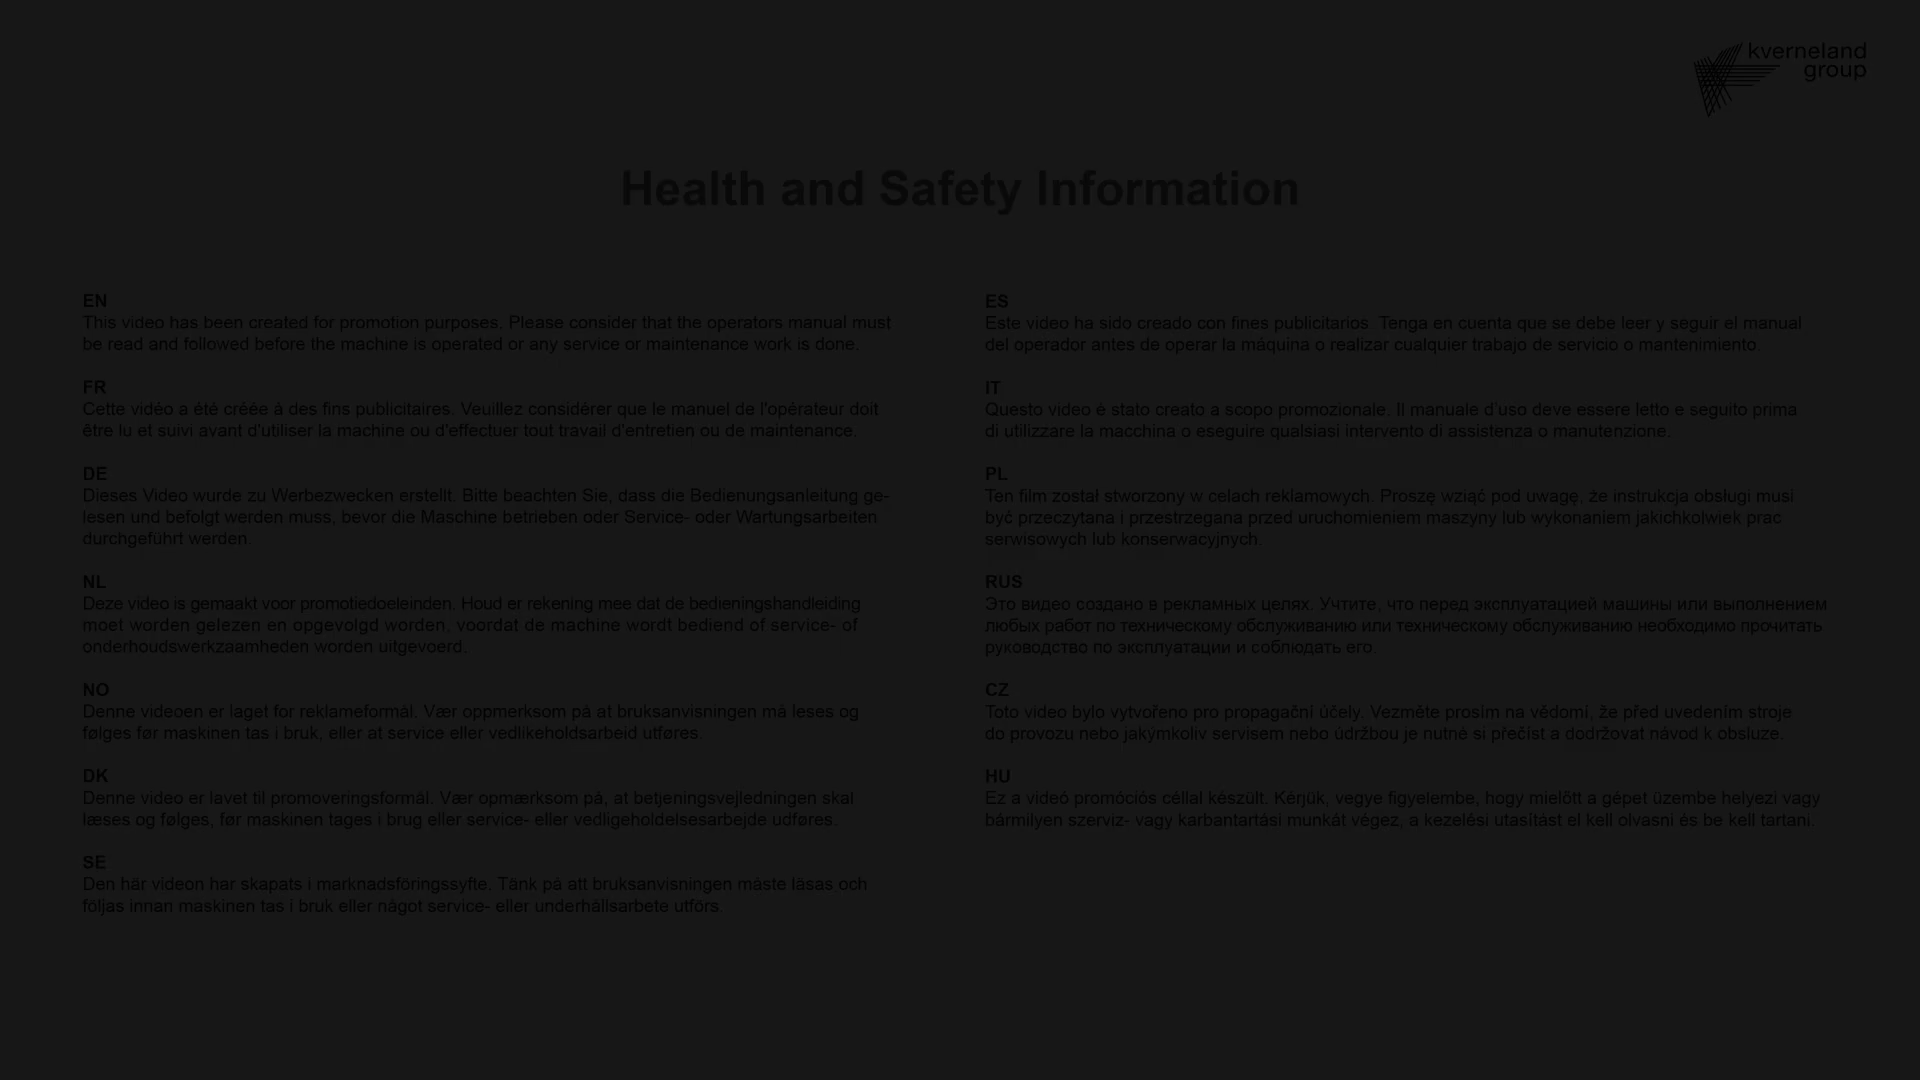 kverneland
group
Health and Safety Information
EN
This video has been created for promotion purposes. Please consider that the operators manual must
be read and followed before the machine is operated or any service or maintenance work is done.
FR
Cette vidéo a été créée à des fins publicitaires. Veuillez considérer que le manuel de l'opérateur doit
être lu et suivi avant d'utiliser la machine ou d'effectuer tout travail d'entretien ou de maintenance.
DE
Dieses Video wurde zu Werbezwecken erstellt. Bitte beachten Sie, dass die Bedienungsanleitung ge-
lesen und befolgt werden muss, bevor die Maschine betrieben oder Service- oder Wartungsarbeiten
durchgeführt werden.
NL
Deze video is gemaakt voor promotiedoeleinden. Houd er rekening mee dat de bedieningshandleiding
moet worden gelezen en opgevolgd worden, voordat de machine wordt bediend of service- of
onderhoudswerkzaamheden worden uitgevoerd.
NO
Denne videoen er laget for reklameformål. Vær oppmerksom på at bruksanvisningen må leses og
følges før maskinen tas i bruk, eller at service eller vedlikeholdsarbeid utføres.
DK
Denne video er lavet til promoveringsformål. Vær opmærksom på, at betjeningsvejledningen skal
læses og følges, før maskinen tages i brug eller service- eller vedligeholdelsesarbejde udføres.
SE
Den här videon har skapats i marknadsföringssyfte. Tänk på att bruksanvisningen måste läsas och
följas innan maskinen tas i bruk eller något service- eller underhållsarbete utförs.
ES
Este video ha sido creado con fines publicitarios. Tenga en cuenta que se debe leer y seguir el manual
del operador antes de operar la máquina o realizar cualquier trabajo de servicio o mantenimiento.
IT
Questo video è stato creato a scopo promozionale. Il manuale d'uso deve essere letto e seguito prima
di utilizzare la macchina o eseguire qualsiasi intervento di assistenza o manutenzione.
PL
Ten film został stworzony w celach reklamowych. Proszę wziąć pod uwagę, że instrukcja obsługi musi
być przeczytana i przestrzegana przed uruchomieniem maszyny lub wykonaniem jakichkolwiek prac
serwisowych lub konserwacyjnych.
RUS
Это видео создано в рекламных целях. Учтите, что перед эксплуатацией машины или выполнением
любых работ по техническому обслуживанию или техническому обслуживанию необходимо прочитать
руководство по эксплуатации и соблюдать его.
CZ
Toto video bylo vytvořeno pro propagační účely. Vezměte prosím na vědomí, že před uvedením stroje
do provozu nebo jakýmkoliv servisem nebo údržbou je nutné si přečíst a dodržovat návod k obsluze.
HU
Ez a videó promóciós céllal készült. Kérjük, vegye figyelembe, hogy mielőtt a gépet üzembe helyezi vagy
bármilyen szerviz- vagy karbantartási munkát végez, a kezelési utasítást el kell olvasni és be kell tartani.